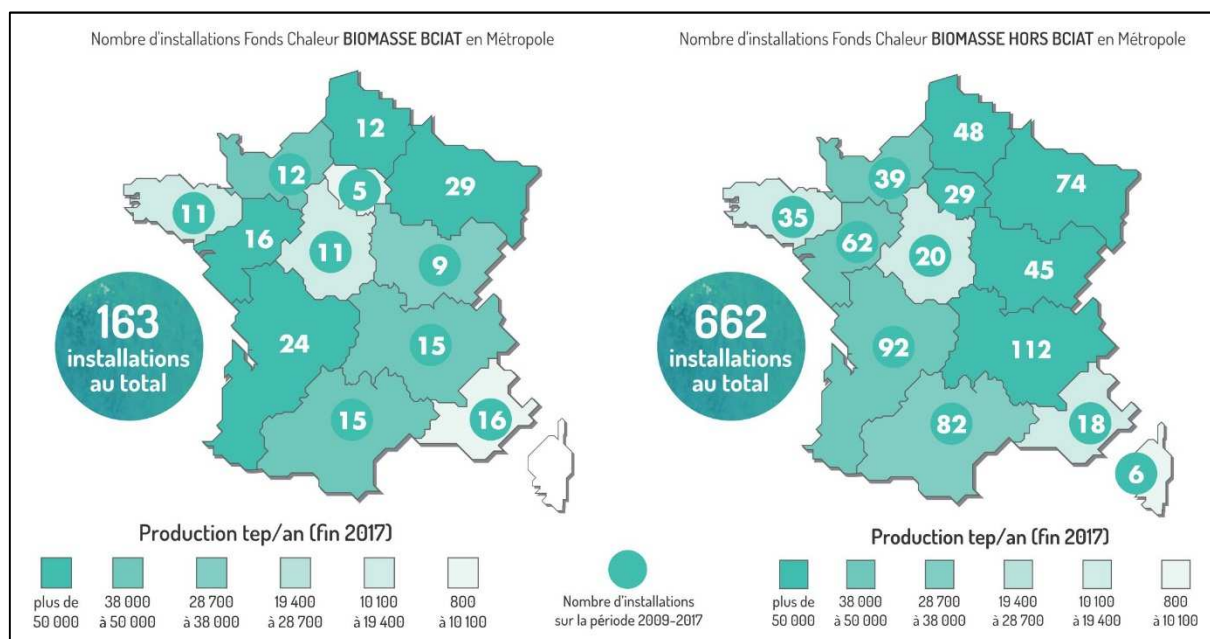 Nombre d'installations Fonds Chaleur BIOMASSE BCIAT en Métropole
12
12
5
29
11
16
11
9
163
installations
au total
24
15
15
16
Production tep/an (fin 2017)
plus de
50 000
38 000
à 50 000
28 700
à 38 000
19 400
à 28 700
10 100
à 19 400
800
à 10 100
Nombre d'installations
sur la période 2009-2017
Nombre d'installations Fonds Chaleur BIOMASSE HORS BCIAT en Métropole
48
39
29
74
35
62
20
45
662
installations
au total
92
112
82
18
6
Production tep/an (fin 2017)
plus de
50 000
38 000
à 50 000
28 700
à 38 000
19 400
à 28 700
10 100
à 19 400
800
à 10 100